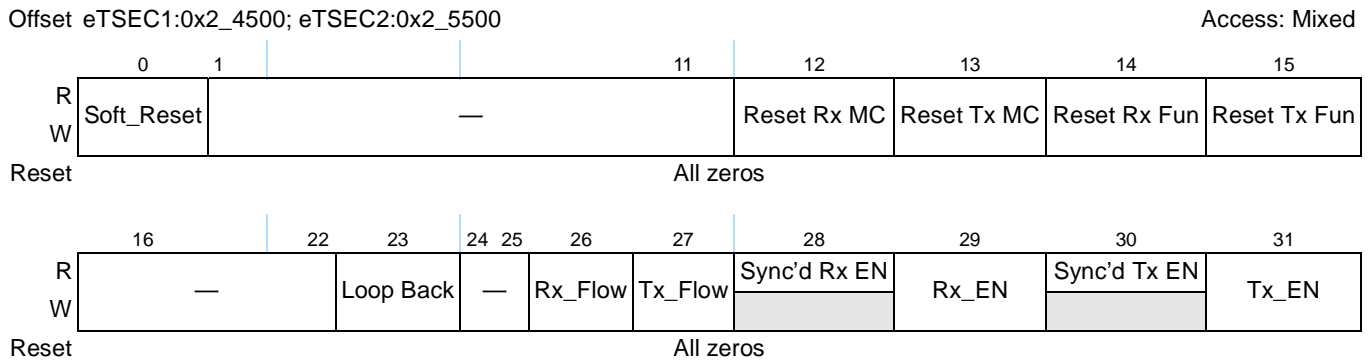 Offset eTSEC1:0x2_4500; eTSEC2:0x2_5500 Access: Mixed
0 1 11 12 13 14 15
R
W
Soft_Reset — Reset Rx MC Reset Tx MC Reset Rx Fun Reset Tx Fun
Reset All zeros
16 22 23 24 25 26 27 28 29 30 31
R
W
— Loop Back — Rx_Flow Tx_Flow Sync’d Rx EN Rx_EN Sync’d Tx EN Tx_EN
Reset All zeros